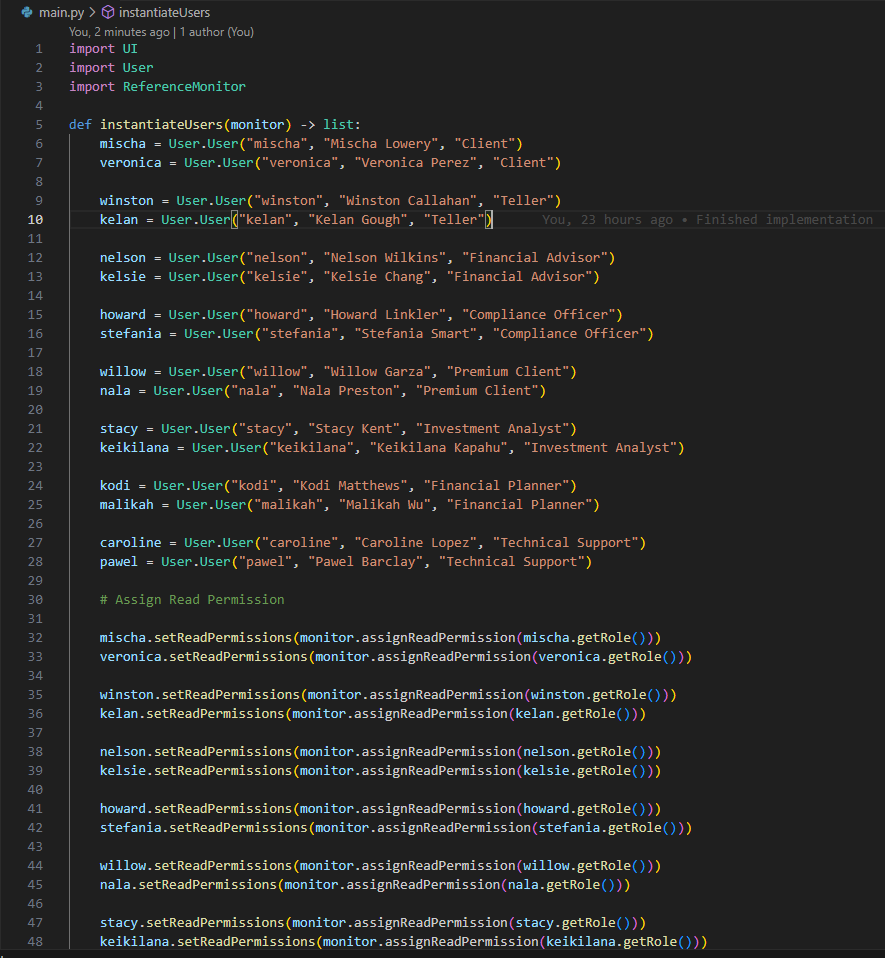 main.py > instantiateUsers
You, 2 minutes ago | 1 author (You)
1 import UI
2 import User
3 import ReferenceMonitor
4
5 def instantiateUsers(monitor) -> list:
6 mischa = User.User("mischa", "Mischa Lowery", "Client")
7 veronica = User.User("veronica", "Veronica Perez", "Client")
8
9 winston = User.User("winston", "Winston Callahan", "Teller")
10 kelan = User.User("kelan", "Kelan Gough", "Teller") You, 23 hours ago • Finished implementation
11
12 nelson = User.User("nelson", "Nelson Wilkins", "Financial Advisor")
13 kelsie = User.User("kelsie", "Kelsie Chang", "Financial Advisor")
14
15 howard = User.User("howard", "Howard Linkler", "Compliance Officer")
16 stefania = User.User("stefania", "Stefania Smart", "Compliance Officer")
17
18 willow = User.User("willow", "Willow Garza", "Premium Client")
19 nala = User.User("nala", "Nala Preston", "Premium Client")
20
21 stacy = User.User("stacy", "Stacy Kent", "Investment Analyst")
22 keikilana = User.User("keikilana", "Keikilana Kapahu", "Investment Analyst")
23
24 kodi = User.User("kodi", "Kodi Matthews", "Financial Planner")
25 malikah = User.User("malikah", "Malikah Wu", "Financial Planner")
26
27 caroline = User.User("caroline", "Caroline Lopez", "Technical Support")
28 pawel = User.User("pawel", "Pawel Barclay", "Technical Support")
29
30 # Assign Read Permission
31
32 mischa.setReadPermissions(monitor.assignReadPermission(mischa.getRole()))
33 veronica.setReadPermissions(monitor.assignReadPermission(veronica.getRole()))
34
35 winston.setReadPermissions(monitor.assignReadPermission(winston.getRole()))
36 kelan.setReadPermissions(monitor.assignReadPermission(kelan.getRole()))
37
38 nelson.setReadPermissions(monitor.assignReadPermission(nelson.getRole()))
39 kelsie.setReadPermissions(monitor.assignReadPermission(kelsie.getRole()))
40
41 howard.setReadPermissions(monitor.assignReadPermission(howard.getRole()))
42 stefania.setReadPermissions(monitor.assignReadPermission(stefania.getRole()))
43
44 willow.setReadPermissions(monitor.assignReadPermission(willow.getRole()))
45 nala.setReadPermissions(monitor.assignReadPermission(nala.getRole()))
46
47 stacy.setReadPermissions(monitor.assignReadPermission(stacy.getRole()))
48 keikilana.setReadPermissions(monitor.assignReadPermission(keikilana.getRole()))